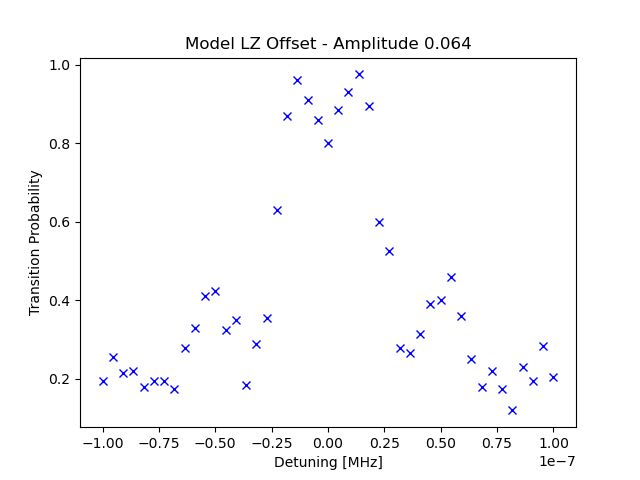 Model LZ Offset - Amplitude 0.064
Transition Probability
1.0
0.8
0.6
0.4
0.2
−1.00 −0.75 −0.50 −0.25 0.00 0.25 0.50 0.75 1.00
1e−7
Detuning [MHz]